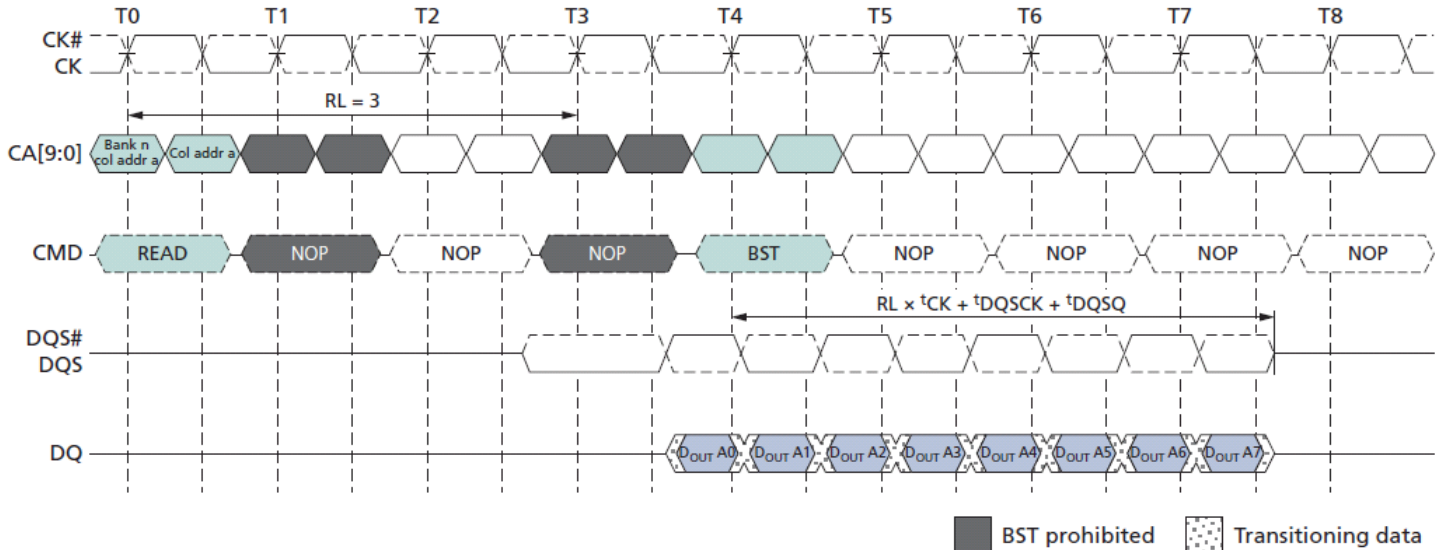 T0 T1 T2 T3 T4 T5 T6 T7 T8
CK#
CK
RL = 3
CA[9:0] Bank n col addr a Col addr a
CMD READ NOP NOP NOP BST NOP NOP NOP NOP
RL × tCK + tDQSCK + tDQSQ
DQS#
DQS
DQ DOUT A0 DOUT A1 DOUT A2 DOUT A3 DOUT A4 DOUT A5 DOUT A6 DOUT A7
BST prohibited Transitioning data